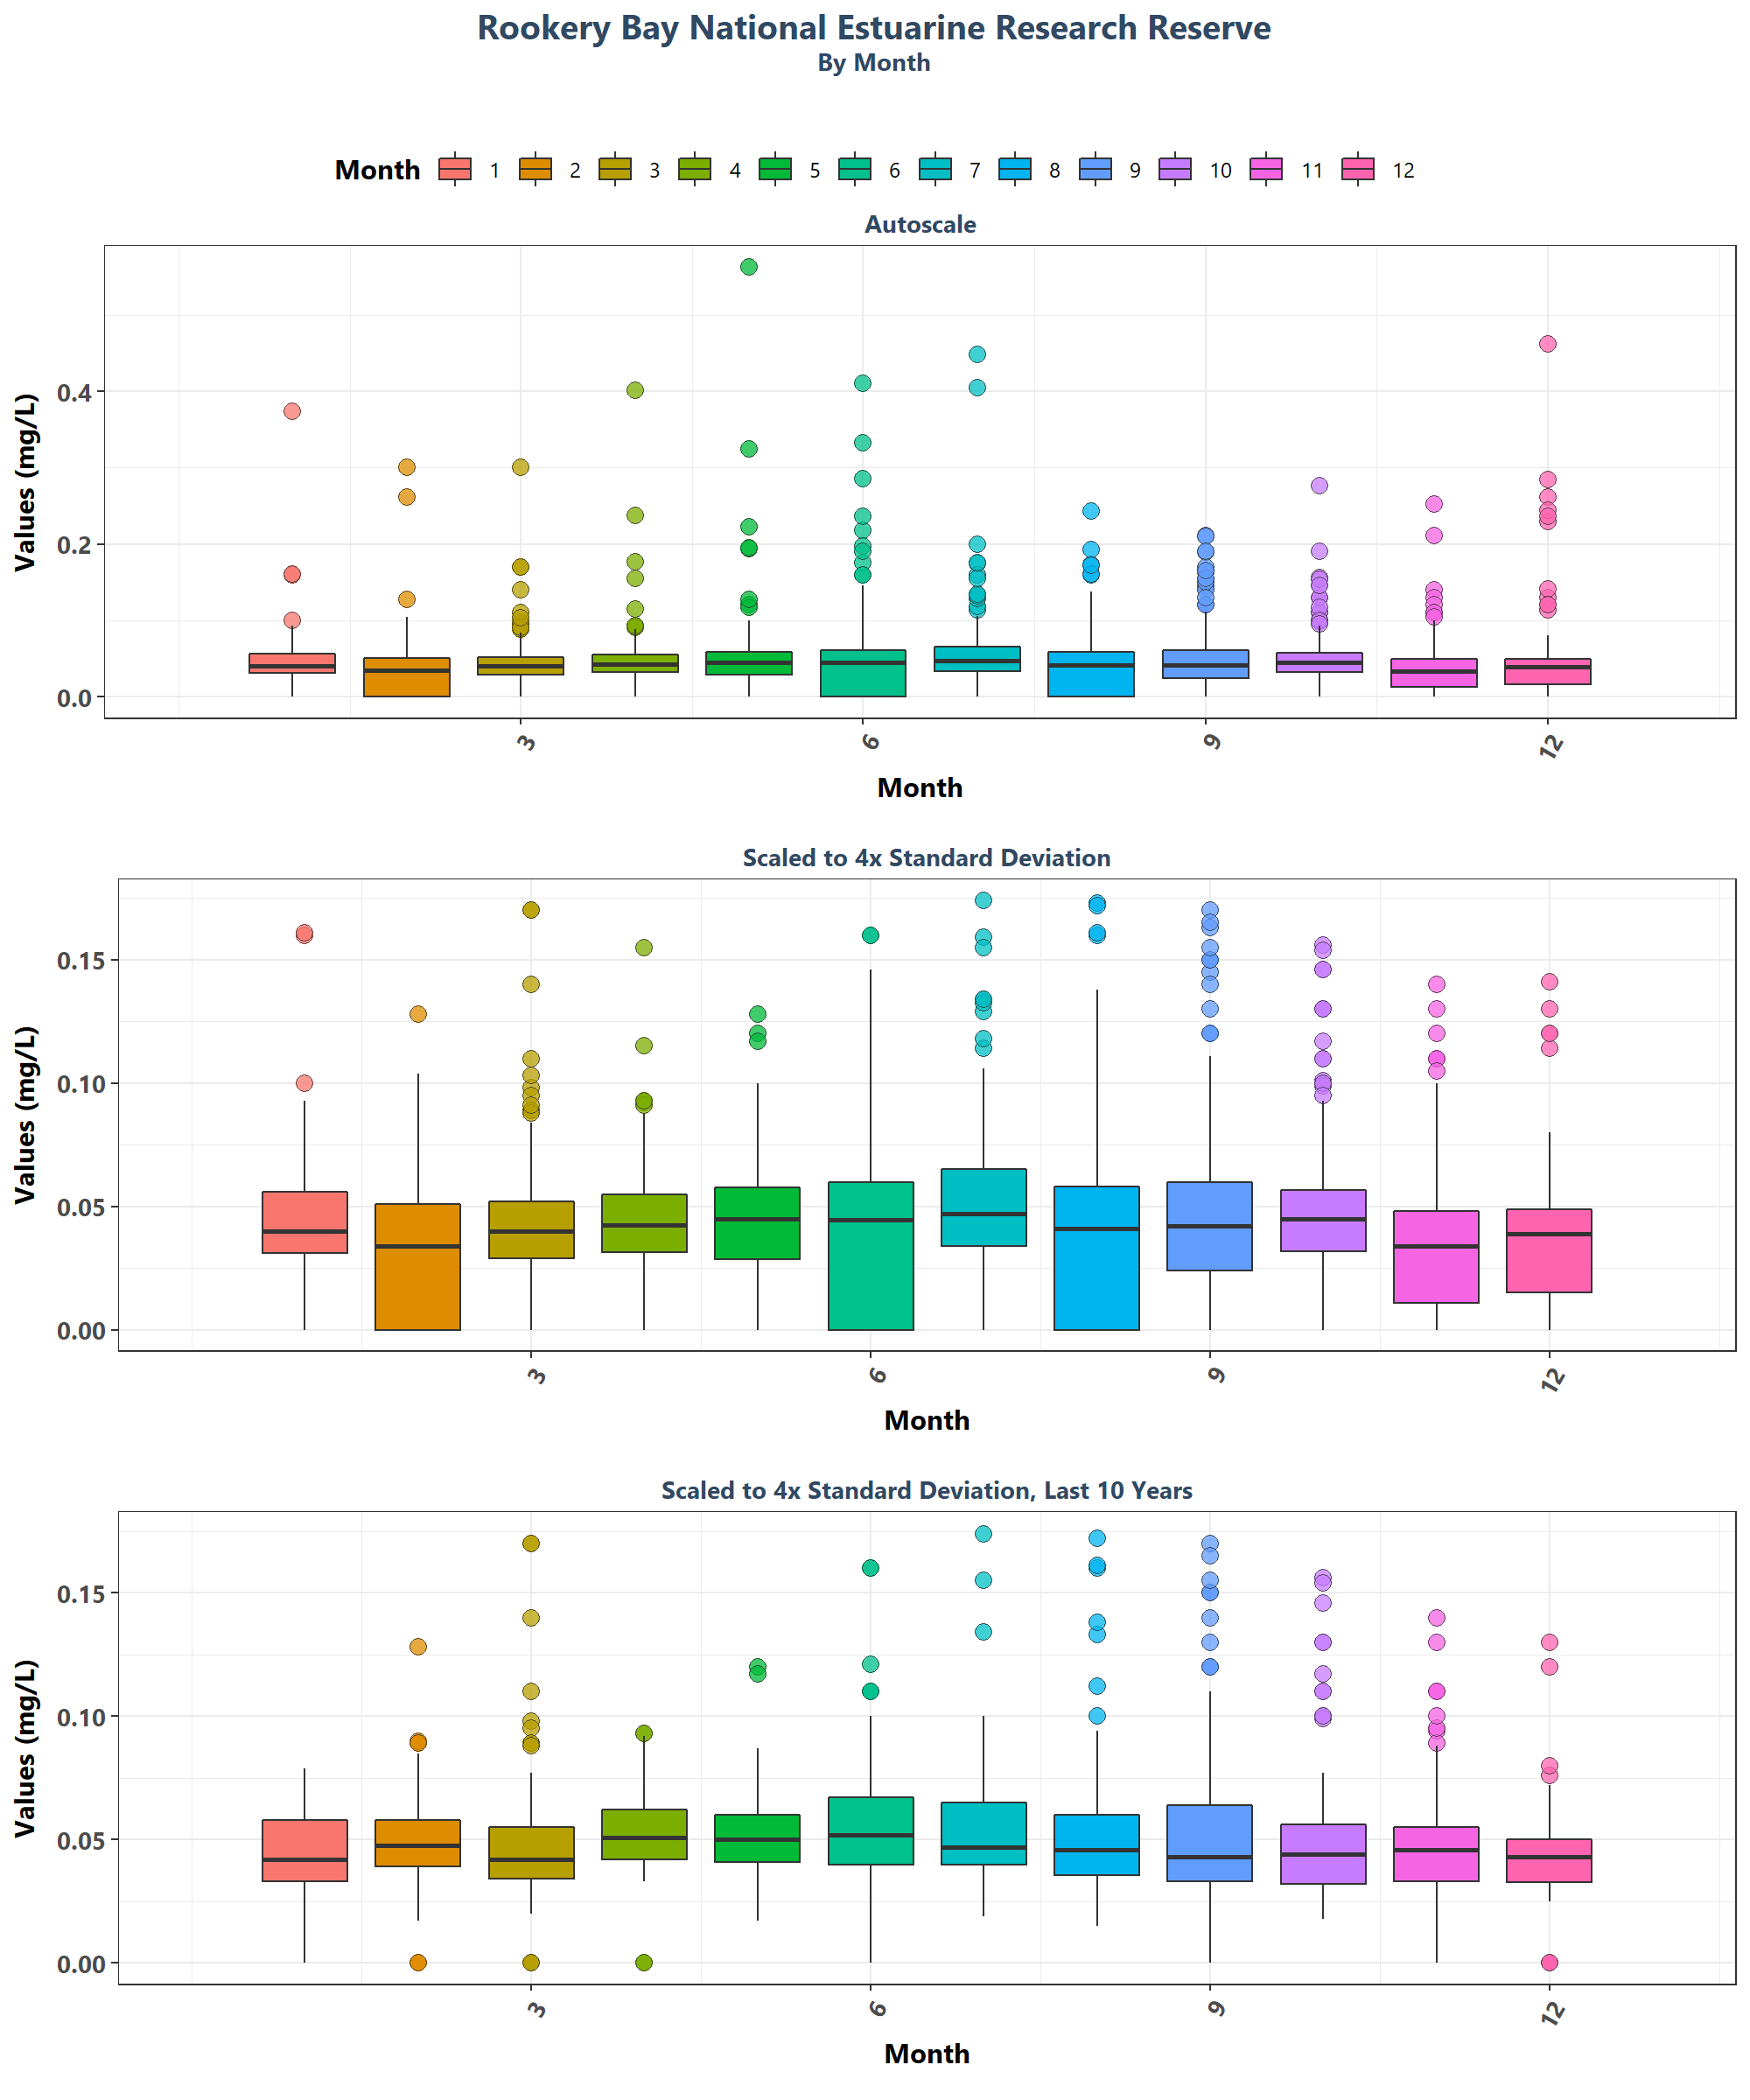 Rookery Bay National Estuarine Research Reserve
By Month
Month 1 2 3 4 5 6 7 8 9 10 11 12
Autoscale
Values (mg/L)
0.4
0.2
0.0
3 6 9 12
Month
Scaled to 4x Standard Deviation
Values (mg/L)
0.15
0.10
0.05
0.00
3 6 9 12
Month
Scaled to 4x Standard Deviation, Last 10 Years
Values (mg/L)
0.15
0.10
0.05
0.00
3 6 9 12
Month